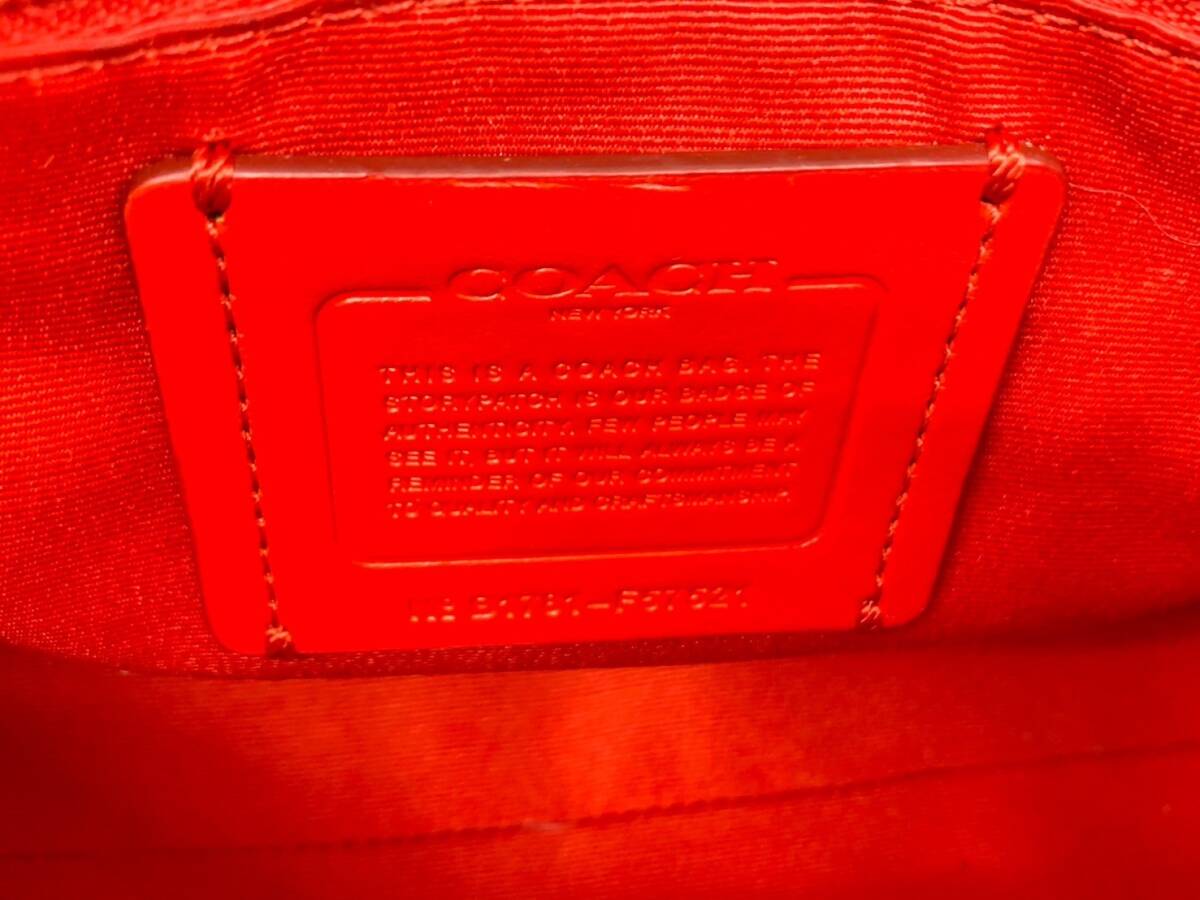 COACH
NEW YORK
THIS IS A COACH BAG. THE
STORYPATCH IS OUR BADGE OF
AUTHENTICITY. FEW PEOPLE MAY
SEE IT, BUT IT WILL ALWAYS BE A
REMINDER OF OUR COMMITMENT
TO QUALITY AND CRAFTSMANSHIP.